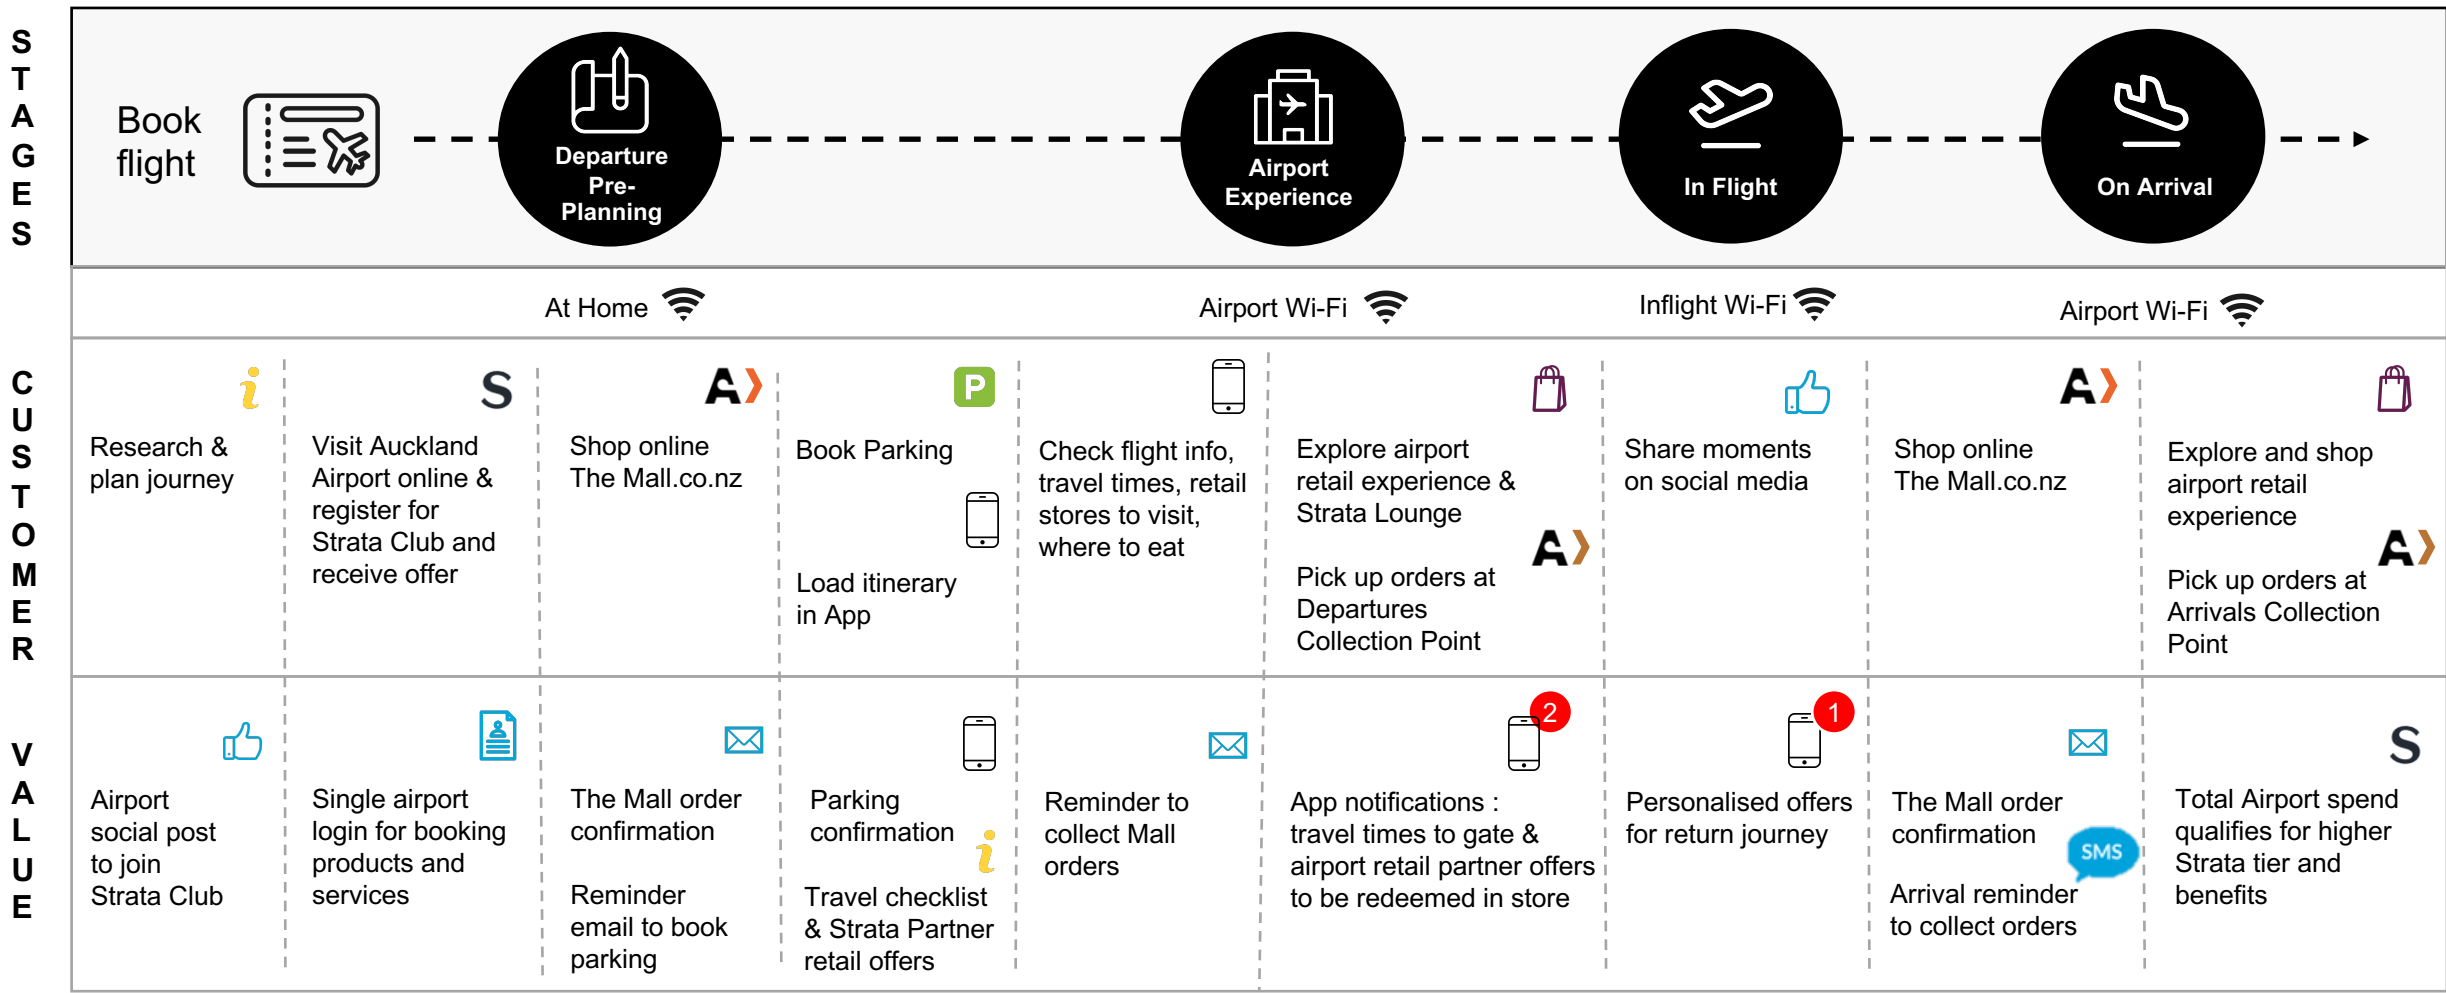 STAGES
Book
flight
Departure
Pre-
Planning
Airport
Experience
In Flight
On Arrival
At Home
Airport Wi-Fi
Inflight Wi-Fi
Airport Wi-Fi
CUSTOMER
i
Research &
plan journey
S
Visit Auckland
Airport online &
register for
Strata Club and
receive offer
A
Shop online
The Mall.co.nz
P
Book Parking
Load itinerary
in App
Check flight info,
travel times, retail
stores to visit,
where to eat
Explore airport
retail experience &
Strata Lounge
A
Pick up orders at
Departures
Collection Point
Share moments
on social media
A
Shop online
The Mall.co.nz
Explore and shop
airport retail
experience
A
Pick up orders at
Arrivals Collection
Point
VALUE
Airport
social post
to join
Strata Club
Single airport
login for booking
products and
services
The Mall order
confirmation
Reminder
email to book
parking
Parking
confirmation
i
Travel checklist
& Strata Partner
retail offers
Reminder to
collect Mall
orders
2
App notifications :
travel times to gate &
airport retail partner offers
to be redeemed in store
1
Personalised offers
for return journey
The Mall order
confirmation
SMS
Arrival reminder
to collect orders
S
Total Airport spend
qualifies for higher
Strata tier and
benefits